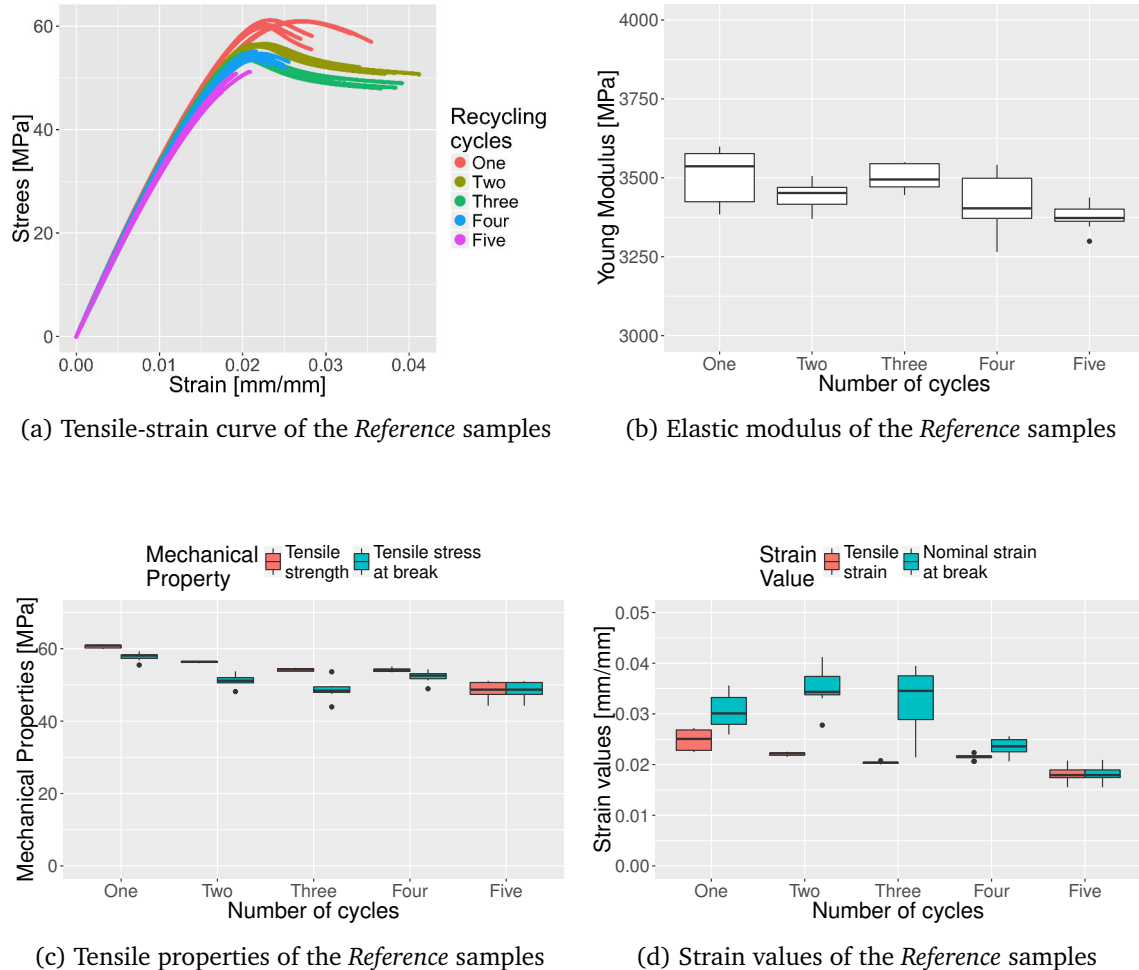 60
40
20
0
Strees [MPa]
0.00
0.01
0.02
0.03
0.04
Strain [mm/mm]
Recycling
cycles
One
Two
Three
Four
Five
(a) Tensile-strain curve of the Reference samples
4000
3750
3500
3250
3000
Young Modulus [MPa]
One
Two
Three
Four
Five
Number of cycles
(b) Elastic modulus of the Reference samples
Mechanical
Property
Tensile
strength
Tensile stress
at break
60
40
20
0
Mechanical Properties [MPa]
One
Two
Three
Four
Five
Number of cycles
(c) Tensile properties of the Reference samples
Strain
Value
Tensile
strain
Nominal strain
at break
0.05
0.04
0.03
0.02
0.01
0.00
Strain values [mm/mm]
One
Two
Three
Four
Five
Number of cycles
(d) Strain values of the Reference samples